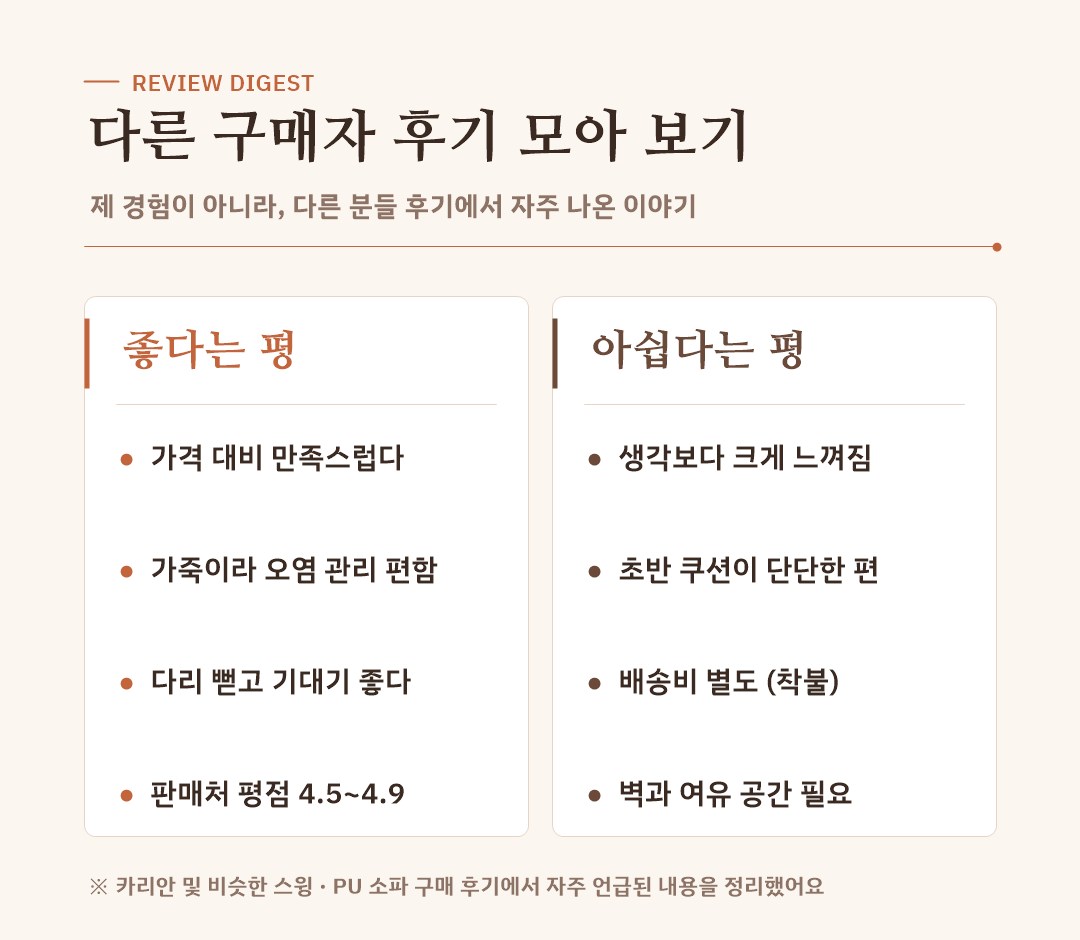 REVIEW DIGEST
다른 구매자 후기 모아 보기
제 경험이 아니라, 다른 분들 후기에서 자주 나온 이야기
좋다는 평
가격 대비 만족스럽다
가죽이라 오염 관리 편함
다리 뻗고 기대기 좋다
판매처 평점 4.5~4.9
아쉽다는 평
생각보다 크게 느껴짐
초반 쿠션이 단단한 편
배송비 별도 (착불)
벽과 여유 공간 필요
※ 카리안 및 비슷한 스윙 · PU 소파 구매 후기에서 자주 언급된 내용을 정리했어요